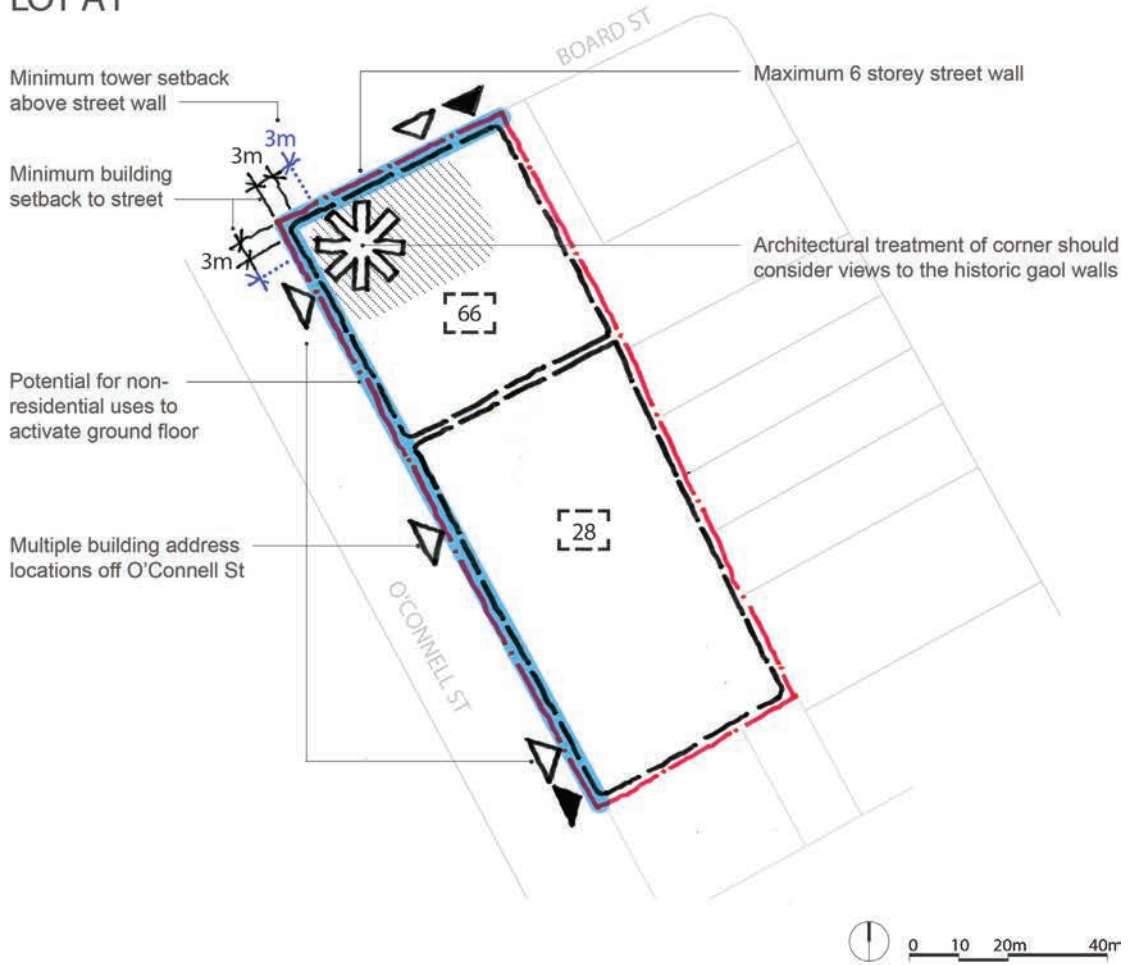 LOT A1
BOARD ST
Minimum tower setback
above street wall
Maximum 6 storey street wall
3m
3m
Minimum building
setback to street
3m
Architectural treatment of corner should
consider views to the historic gaol walls
66
Potential for non-
residential uses to
activate ground floor
28
Multiple building address
locations off O'Connell St
O'CONNELL ST
0 10 20m 40m